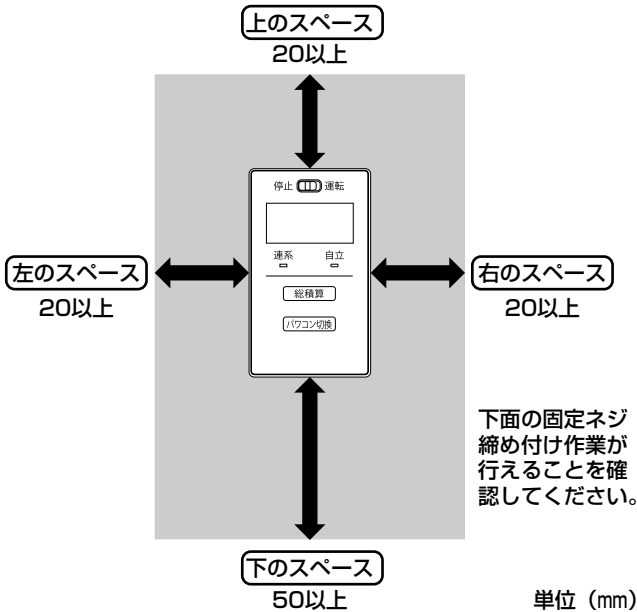 上のスペース
20以上
停止 運転
連系 自立
左のスペース
20以上
右のスペース
20以上
総積算
パワコン切換
下面の固定ネジ
締め付け作業が
行えることを確
認してください。
下のスペース
50以上
単位（mm）